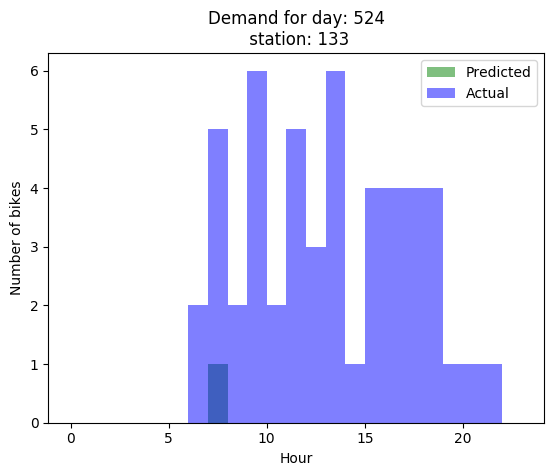 Demand for day: 524
station: 133
Predicted
Actual
Number of bikes
6
5
4
3
2
1
0
0 5 10 15 20
Hour